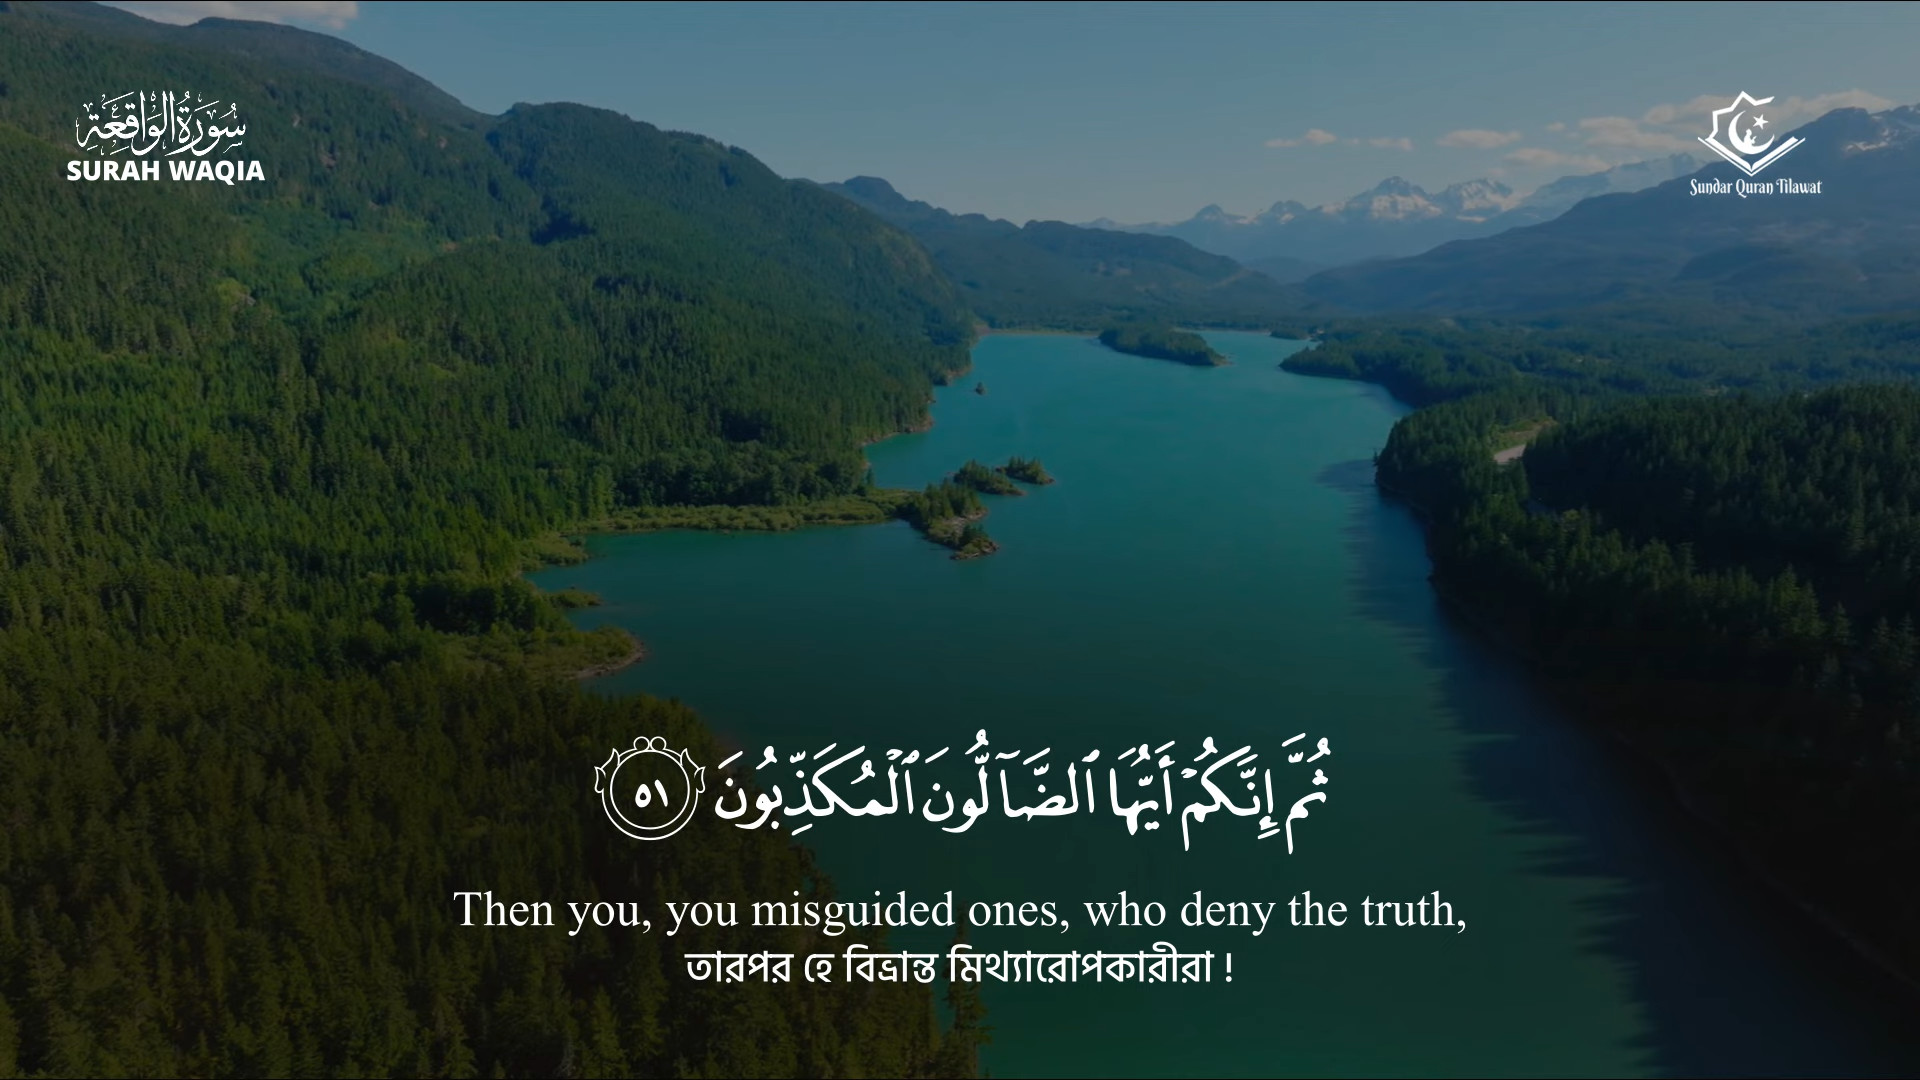 سُورَةُ الوَاقِعَة
SURAH WAQIA
Sundar Quran Tilawat
ثُمَّ إِنَّكُمْ أَيُّهَا ٱلضَّآلُّونَ ٱلْمُكَذِّبُونَ ٥١
Then you, you misguided ones, who deny the truth,
তারপর হে বিভ্রান্ত মিথ্যারোপকারীরা !